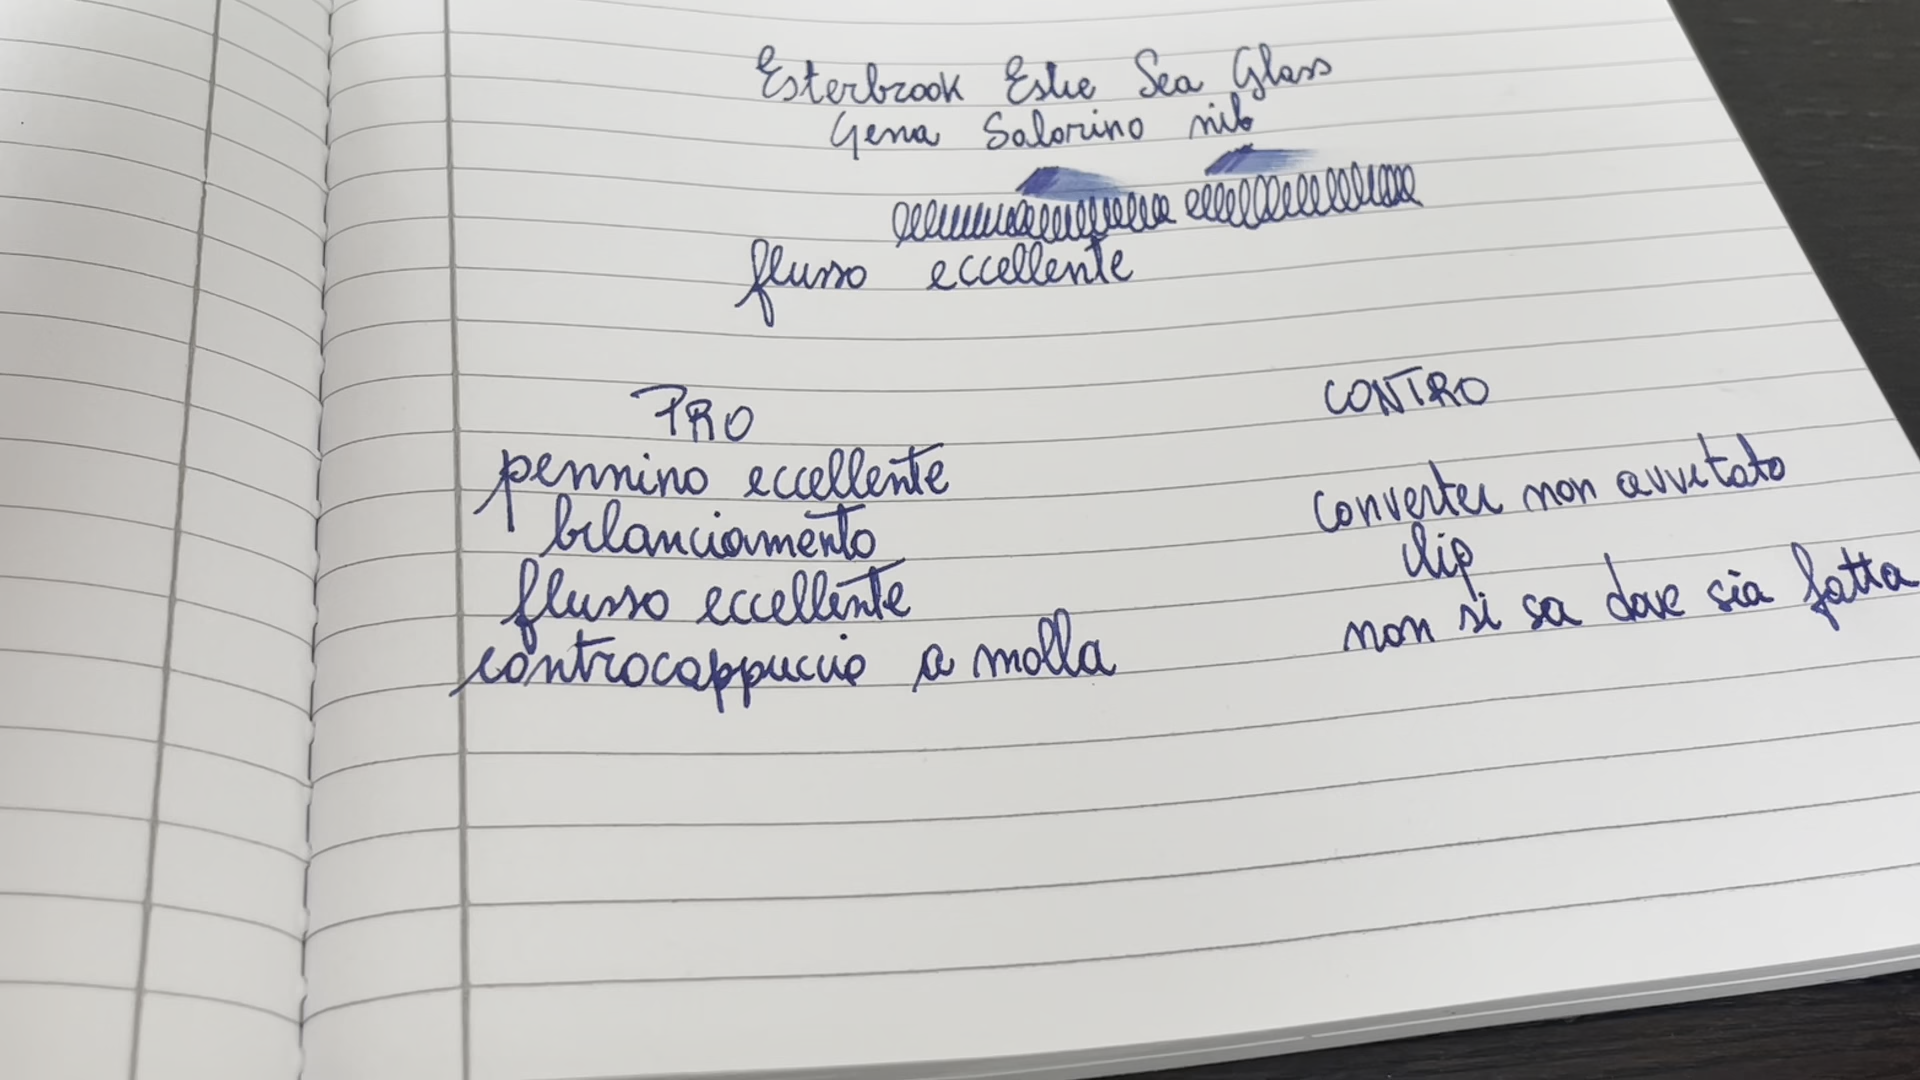 Esterbrook Estie Sea Glass
Gena Salorino nib
flusso eccellente
PRO
pennino eccellente
bilanciamento
flusso eccellente
controcappuccio a molla
CONTRO
converter non avvitato
clip
non si sa dove sia fatta